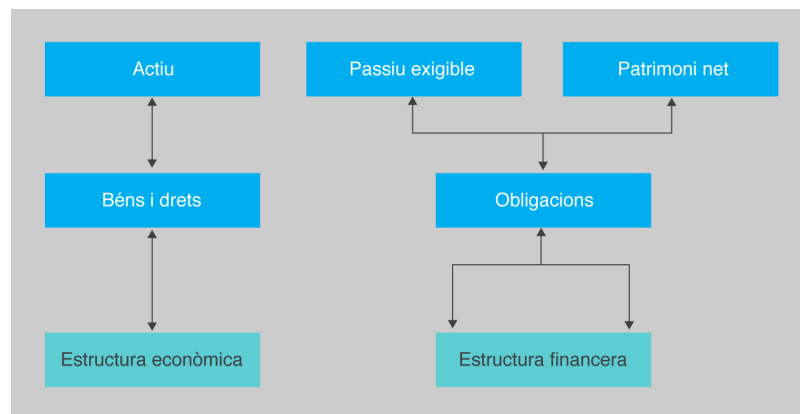 Actiu
Passiu exigible
Patrimoni net
Béns i drets
Obligacions
Estructura econòmica
Estructura financera